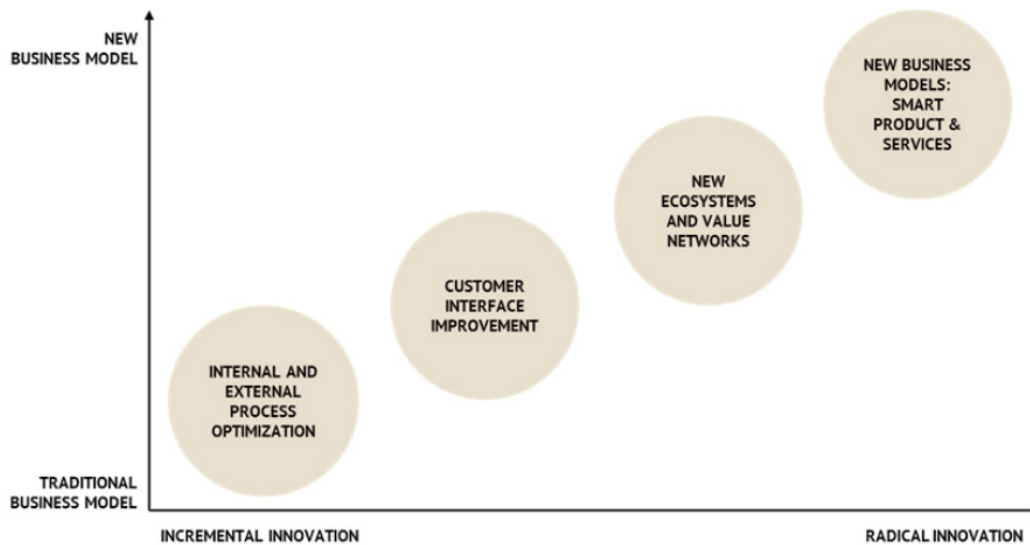 NEW
BUSINESS MODEL
NEW BUSINESS
MODELS:
SMART
PRODUCT &
SERVICES
NEW
ECOSYSTEMS
AND VALUE
NETWORKS
CUSTOMER
INTERFACE
IMPROVEMENT
INTERNAL AND
EXTERNAL
PROCESS
OPTIMIZATION
TRADITIONAL
BUSINESS MODEL
INCREMENTAL INNOVATION
RADICAL INNOVATION